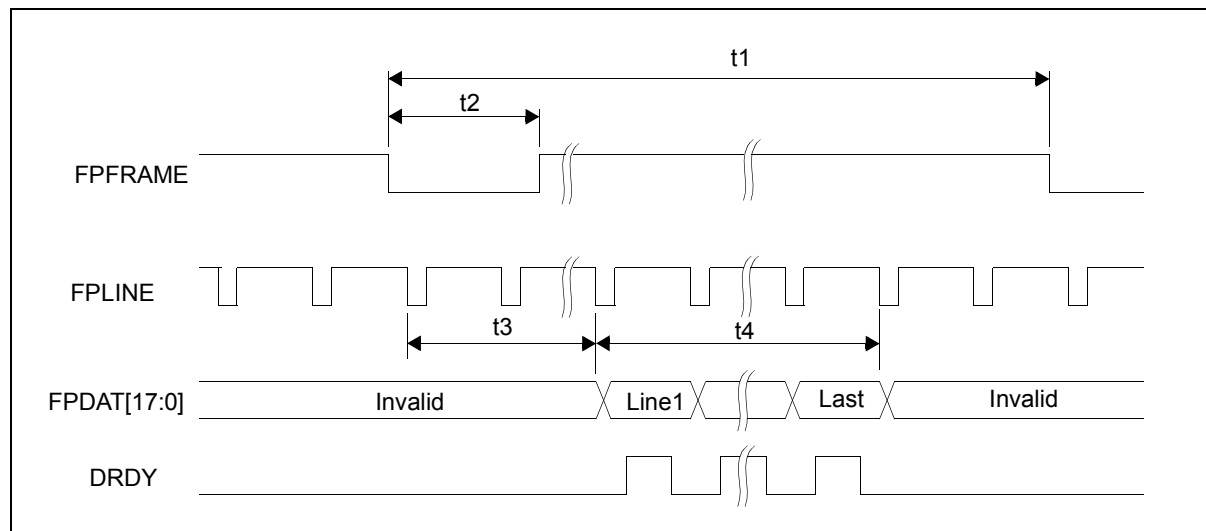 t1
t2
FPFRAME
FPLINE
t3
t4
FPDAT[17:0]
Invalid
Line1
Last
Invalid
DRDY